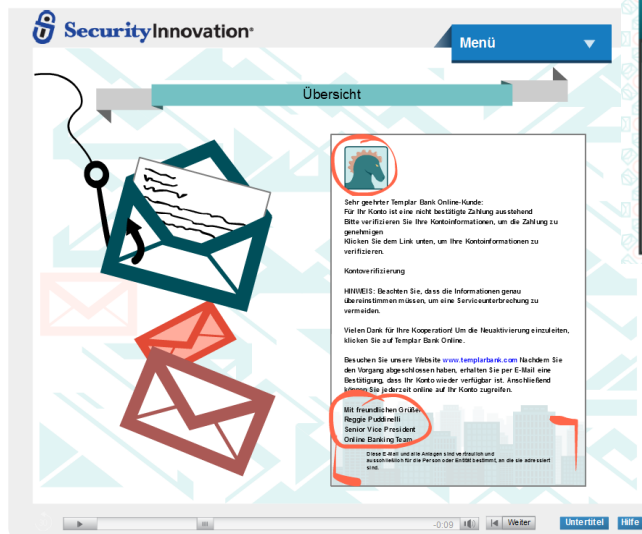 Security Innovation
Menü
Übersicht
Sehr geehrter Templar Bank Online-Kunde:
Für Ihr Konto ist eine nicht bestätigte Zahlung ausstehend
Bitte verifizieren Sie Ihre Kontoinformationen, um die Zahlung zu
genehmigen
Klicken Sie dem Link unten, um Ihre Kontoinformationen zu
verifizieren.
Kontoverifizierung
HINWEIS: Beachten Sie, dass die Informationen genau
übereinstimmen müssen, um eine Serviceunterbrechung zu
vermeiden.
Vielen Dank für Ihre Kooperation! Um die Neuaktivierung einzuleiten,
klicken Sie auf Templar Bank Online.
Besuchen Sie unsere Website www.templarbank.com Nachdem Sie
den Vorgang abgeschlossen haben, erhalten Sie per E-Mail eine
Bestätigung, dass Ihr Konto wieder verfügbar ist. Anschließend
können Sie jederzeit online auf Ihr Konto zugreifen.
Mit freundlichen Grüßen
Reggie Puddinelli
Senior Vice President
Online Banking Team
Diese E-Mail und alle Anlagen sind vertraulich und
ausschließlich für die Person oder Entität bestimmt, an die sie adressiert
sind.
-0:09
Weiter
Untertitel
Hilfe